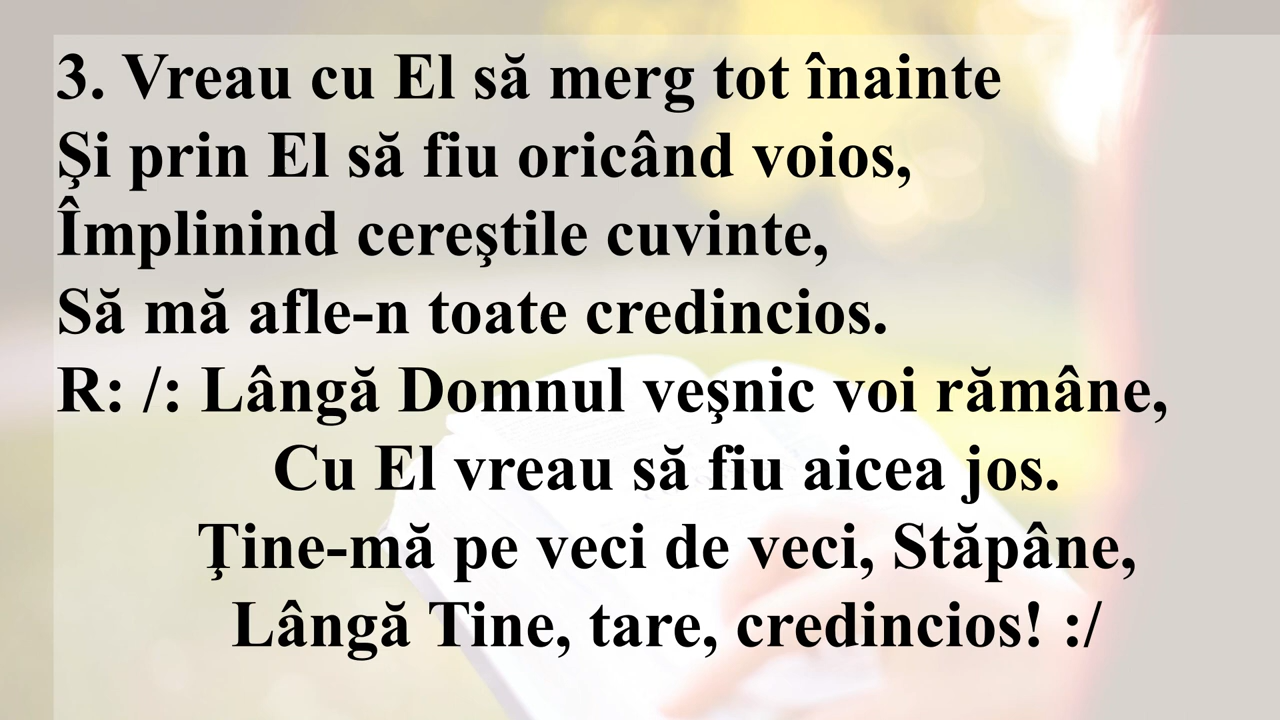 3. Vreau cu El să merg tot înainte
Şi prin El să fiu oricând voios,
Împlinind cereştile cuvinte,
Să mă afle-n toate credincios.
R: /: Lângă Domnul veşnic voi rămâne,
Cu El vreau să fiu aicea jos.
Ţine-mă pe veci de veci, Stăpâne,
Lângă Tine, tare, credincios! :/